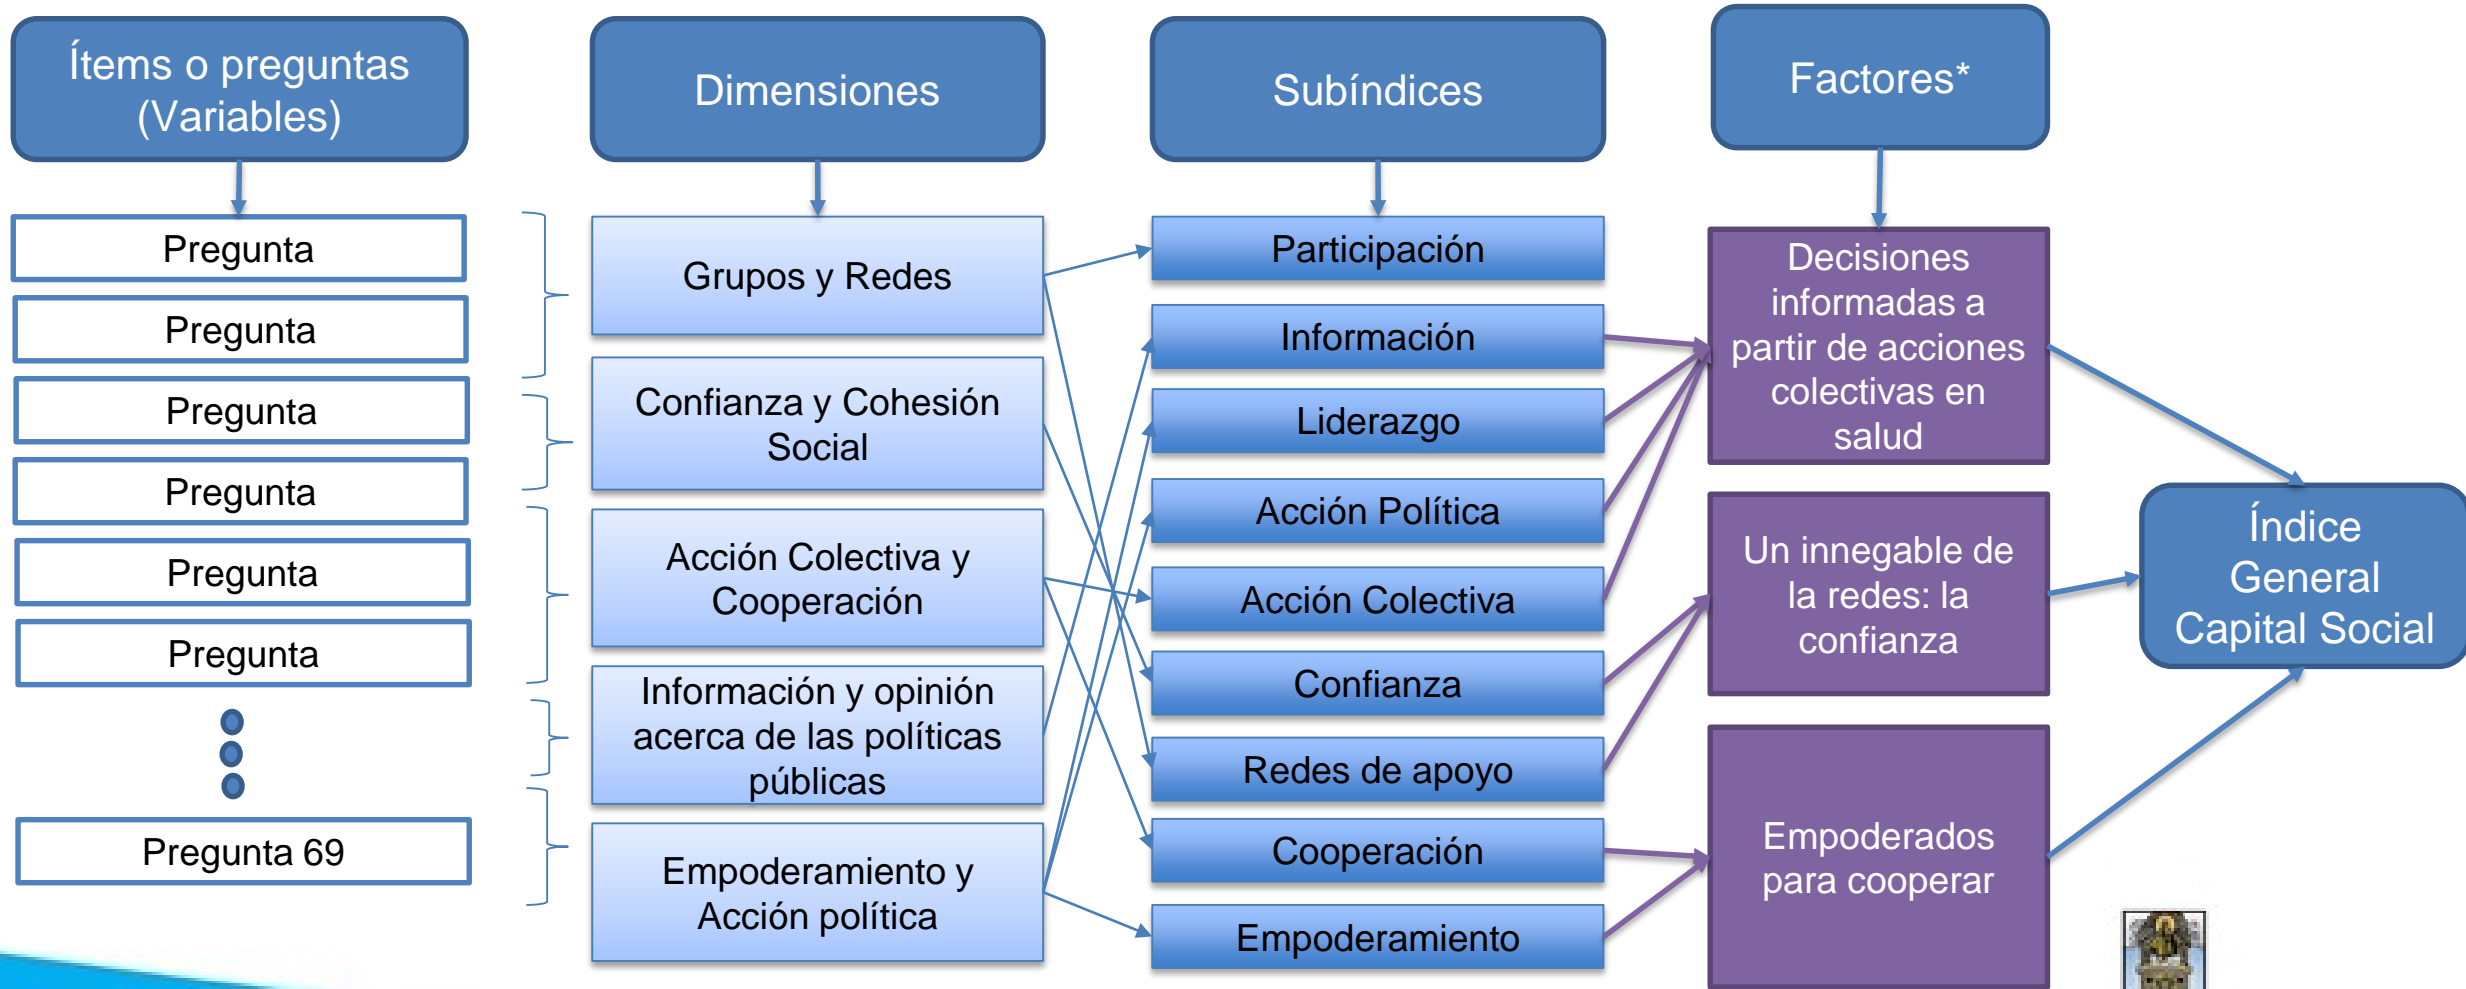 Ítems o preguntas
(Variables)
Pregunta
Pregunta
Pregunta
Pregunta
Pregunta
Pregunta
Pregunta 69
Dimensiones
Grupos y Redes
Confianza y Cohesión
Social
Acción Colectiva y
Cooperación
Información y opinión
acerca de las políticas
públicas
Empoderamiento y
Acción política
Subíndices
Participación
Información
Liderazgo
Acción Política
Acción Colectiva
Confianza
Redes de apoyo
Cooperación
Empoderamiento
Factores*
Decisiones
informadas a
partir de acciones
colectivas en
salud
Un innegable de
la redes: la
confianza
Empoderados
para cooperar
Índice
General
Capital Social